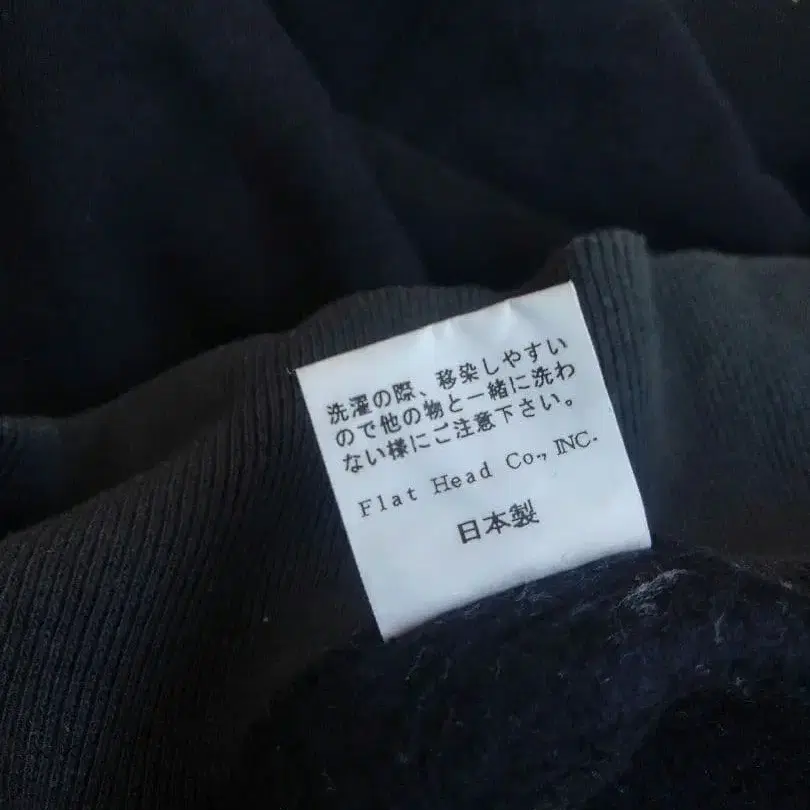 洗濯の際、移染しやすい
ので他の物と一緒に洗わ
ない様にご注意下さい。
Flat Head Co., INC.
日本製